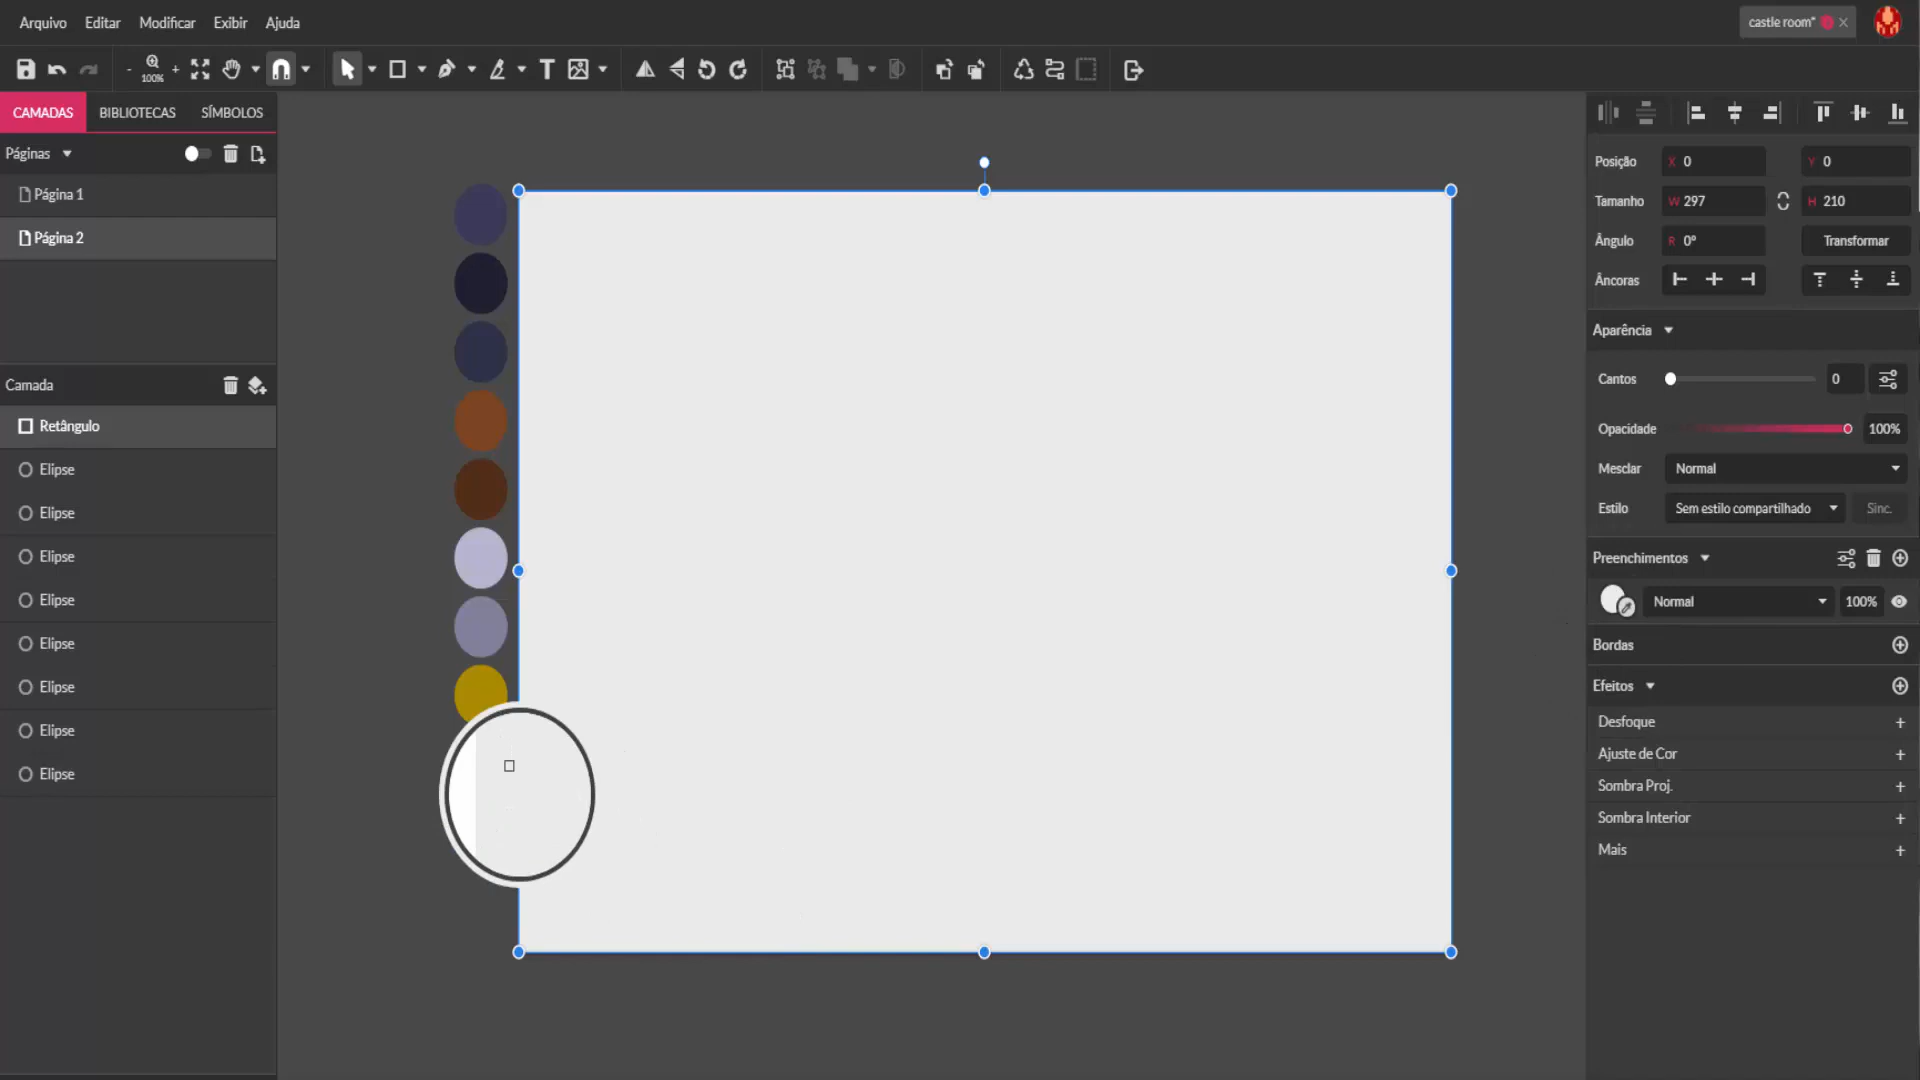 Arquivo Editar Modificar Exibir Ajuda castle room*
- 100% +
CAMADAS BIBLIOTECAS SÍMBOLOS
Páginas
Página 1
Página 2
Camada
Retângulo
Elipse
Elipse
Elipse
Elipse
Elipse
Elipse
Elipse
Elipse
Posição X 0 Y 0
Tamanho W 297 H 210
Ângulo R 0° Transformar
Âncoras
Aparência
Cantos 0
Opacidade 100%
Mesclar Normal
Estilo Sem estilo compartilhado Sinc.
Preenchimentos
Normal 100%
Bordas
Efeitos
Desfoque +
Ajuste de Cor +
Sombra Proj. +
Sombra Interior +
Mais +